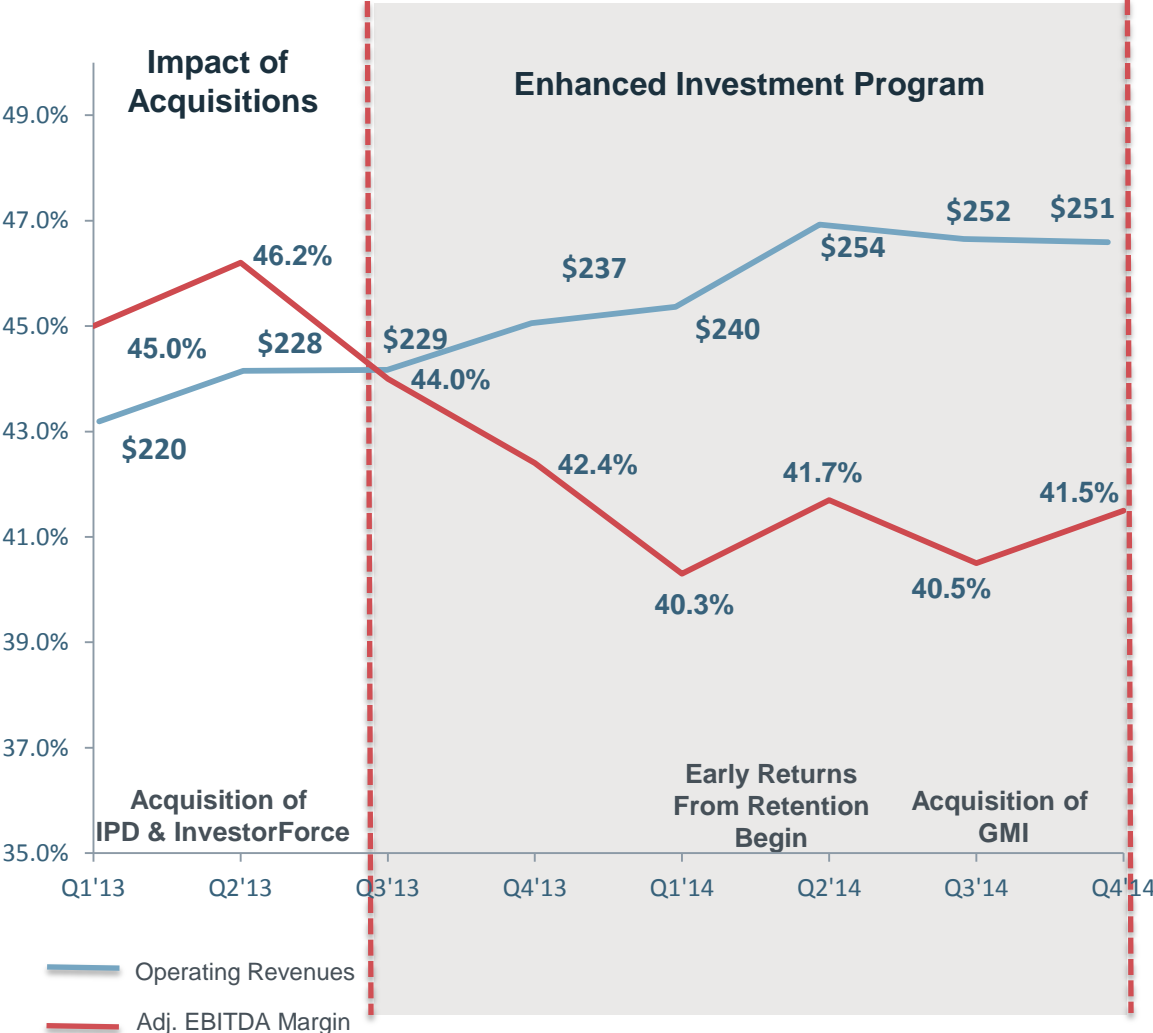 Impact of
Acquisitions
Enhanced Investment Program
49.0%
47.0%
45.0%
43.0%
41.0%
39.0%
37.0%
35.0%
$220
$228
$229
$237
$240
$254
$252
$251
45.0%
46.2%
44.0%
42.4%
40.3%
41.7%
40.5%
41.5%
Acquisition of
IPD & InvestorForce
Early Returns
From Retention
Begin
Acquisition of
GMI
Q1'13
Q2'13
Q3'13
Q4'13
Q1'14
Q2'14
Q3'14
Q4'14
Operating Revenues
Adj. EBITDA Margin